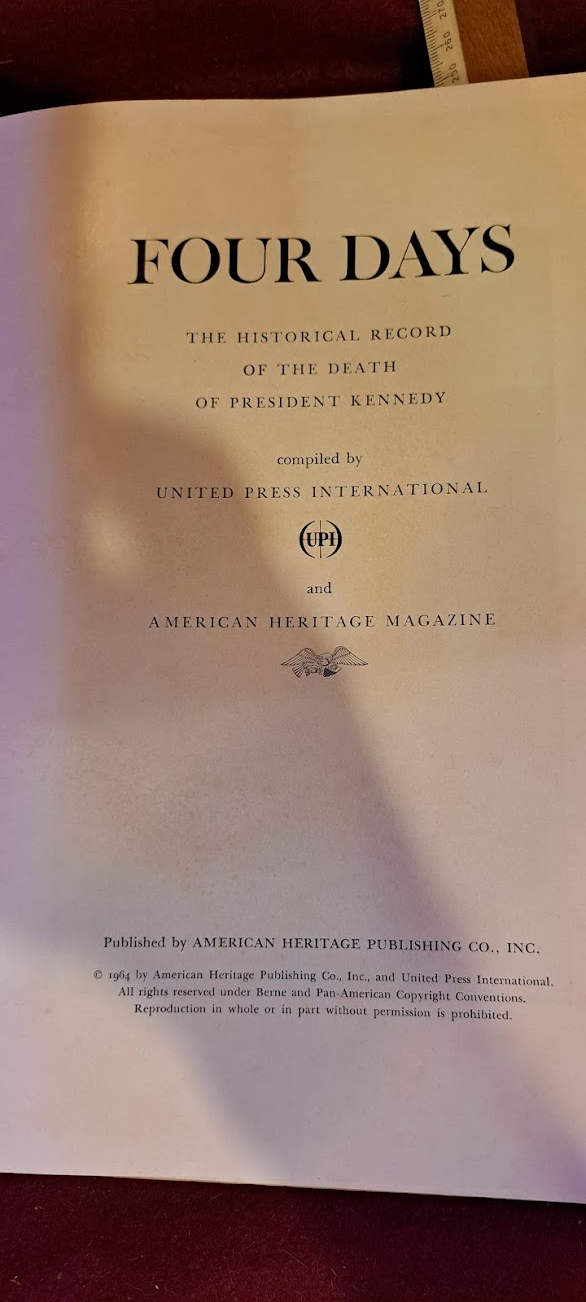 270
260
250
FOUR DAYS
THE HISTORICAL RECORD
OF THE DEATH
OF PRESIDENT KENNEDY
compiled by
UNITED PRESS INTERNATIONAL
UPI
and
AMERICAN HERITAGE MAGAZINE
Published by AMERICAN HERITAGE PUBLISHING CO., INC.
© 1964 by American Heritage Publishing Co., Inc., and United Press International.
All rights reserved under Berne and Pan-American Copyright Conventions.
Reproduction in whole or in part without permission is prohibited.